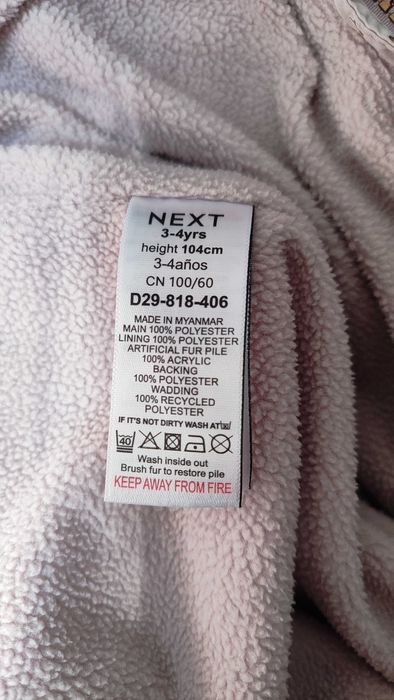 NEXT
3-4yrs
height 104cm
3-4años
CN 100/60
D29-818-406
MADE IN MYANMAR
MAIN 100% POLYESTER
LINING 100% POLYESTER
ARTIFICIAL FUR PILE
100% ACRYLIC
BACKING
100% POLYESTER
WADDING
100% RECYCLED
POLYESTER
IF IT'S NOT DIRTY WASH AT
40
Wash inside out
Brush fur to restore pile
KEEP AWAY FROM FIRE